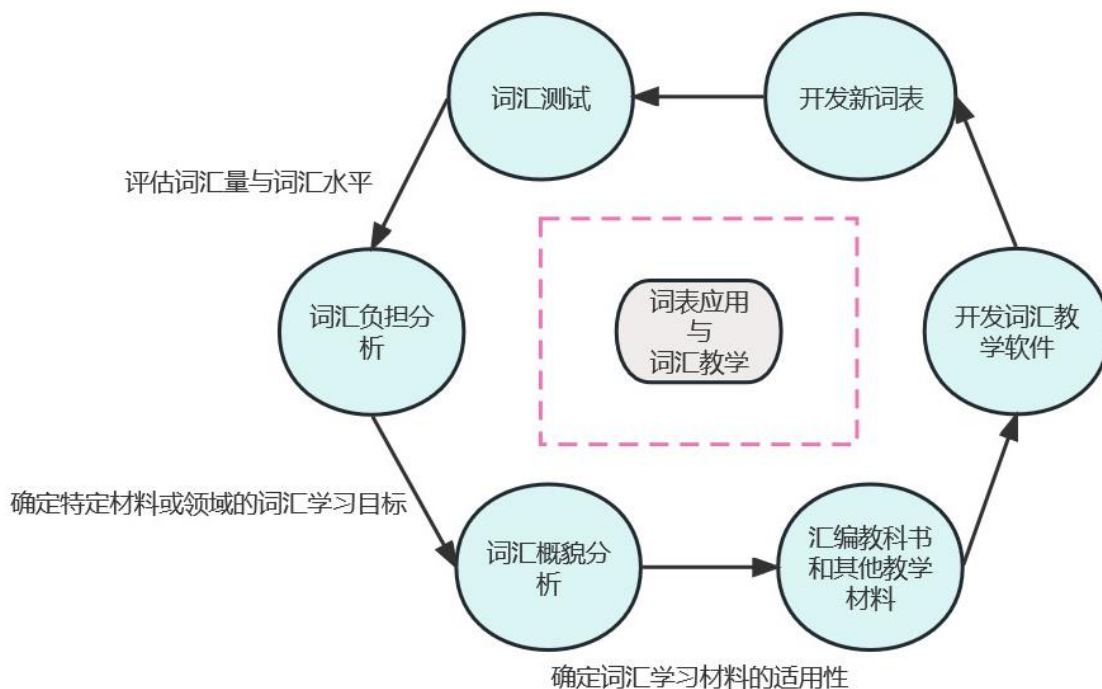 词汇测试
开发新词表
评估词汇量与词汇水平
词汇负担分
析
词表应用
与
词汇教学
开发词汇教
学软件
确定特定材料或领域的词汇学习目标
词汇概貌分
析
汇编教科书
和其他教学
材料
确定词汇学习材料的适用性